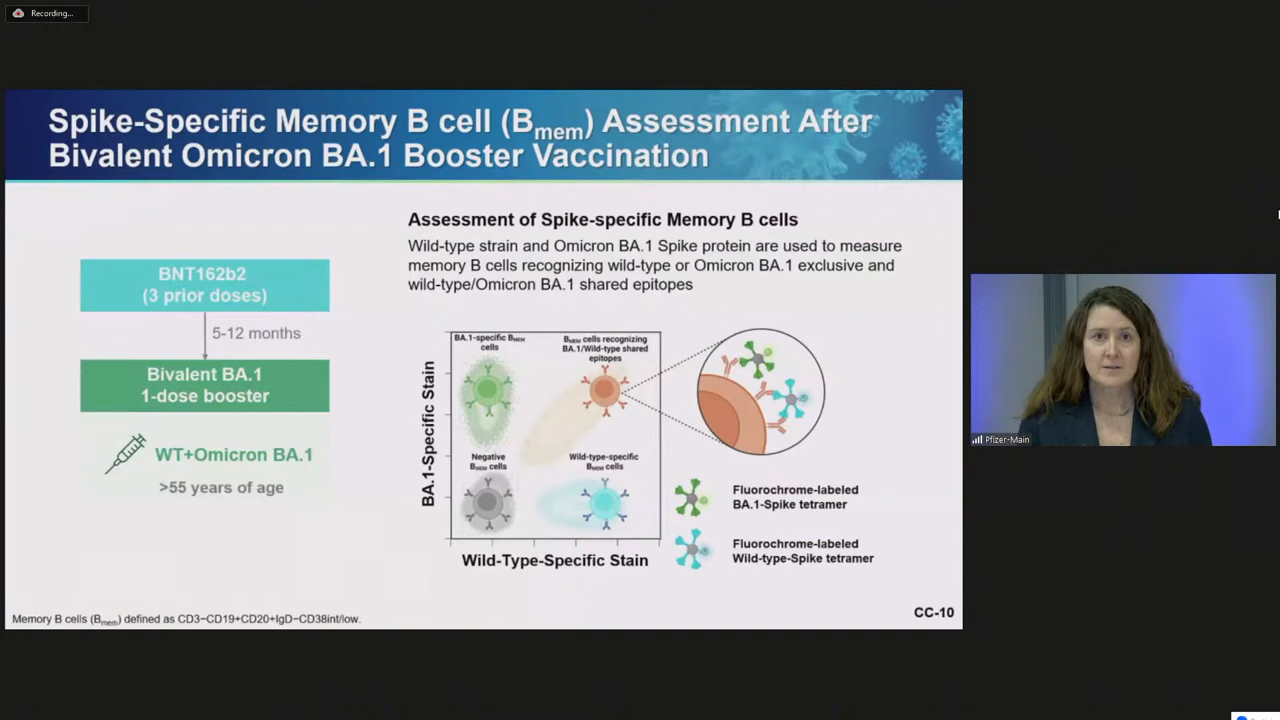 Recording...
Spike-Specific Memory B cell (Bmem) Assessment After
Bivalent Omicron BA.1 Booster Vaccination
BNT162b2
(3 prior doses)
5-12 months
Bivalent BA.1
1-dose booster
WT+Omicron BA.1
>55 years of age
Assessment of Spike-specific Memory B cells
Wild-type strain and Omicron BA.1 Spike protein are used to measure
memory B cells recognizing wild-type or Omicron BA.1 exclusive and
wild-type/Omicron BA.1 shared epitopes
BA.1-Specific Stain
BA.1-specific BMEM
cells
BMEM cells recognizing
BA.1/Wild-type shared
epitopes
Negative
BMEM cells
Wild-type-specific
BMEM cells
Wild-Type-Specific Stain
Fluorochrome-labeled
BA.1-Spike tetramer
Fluorochrome-labeled
Wild-type-Spike tetramer
Memory B cells (Bmem) defined as CD3−CD19+CD20+IgD−CD38int/low.
CC-10
Pfizer-Main